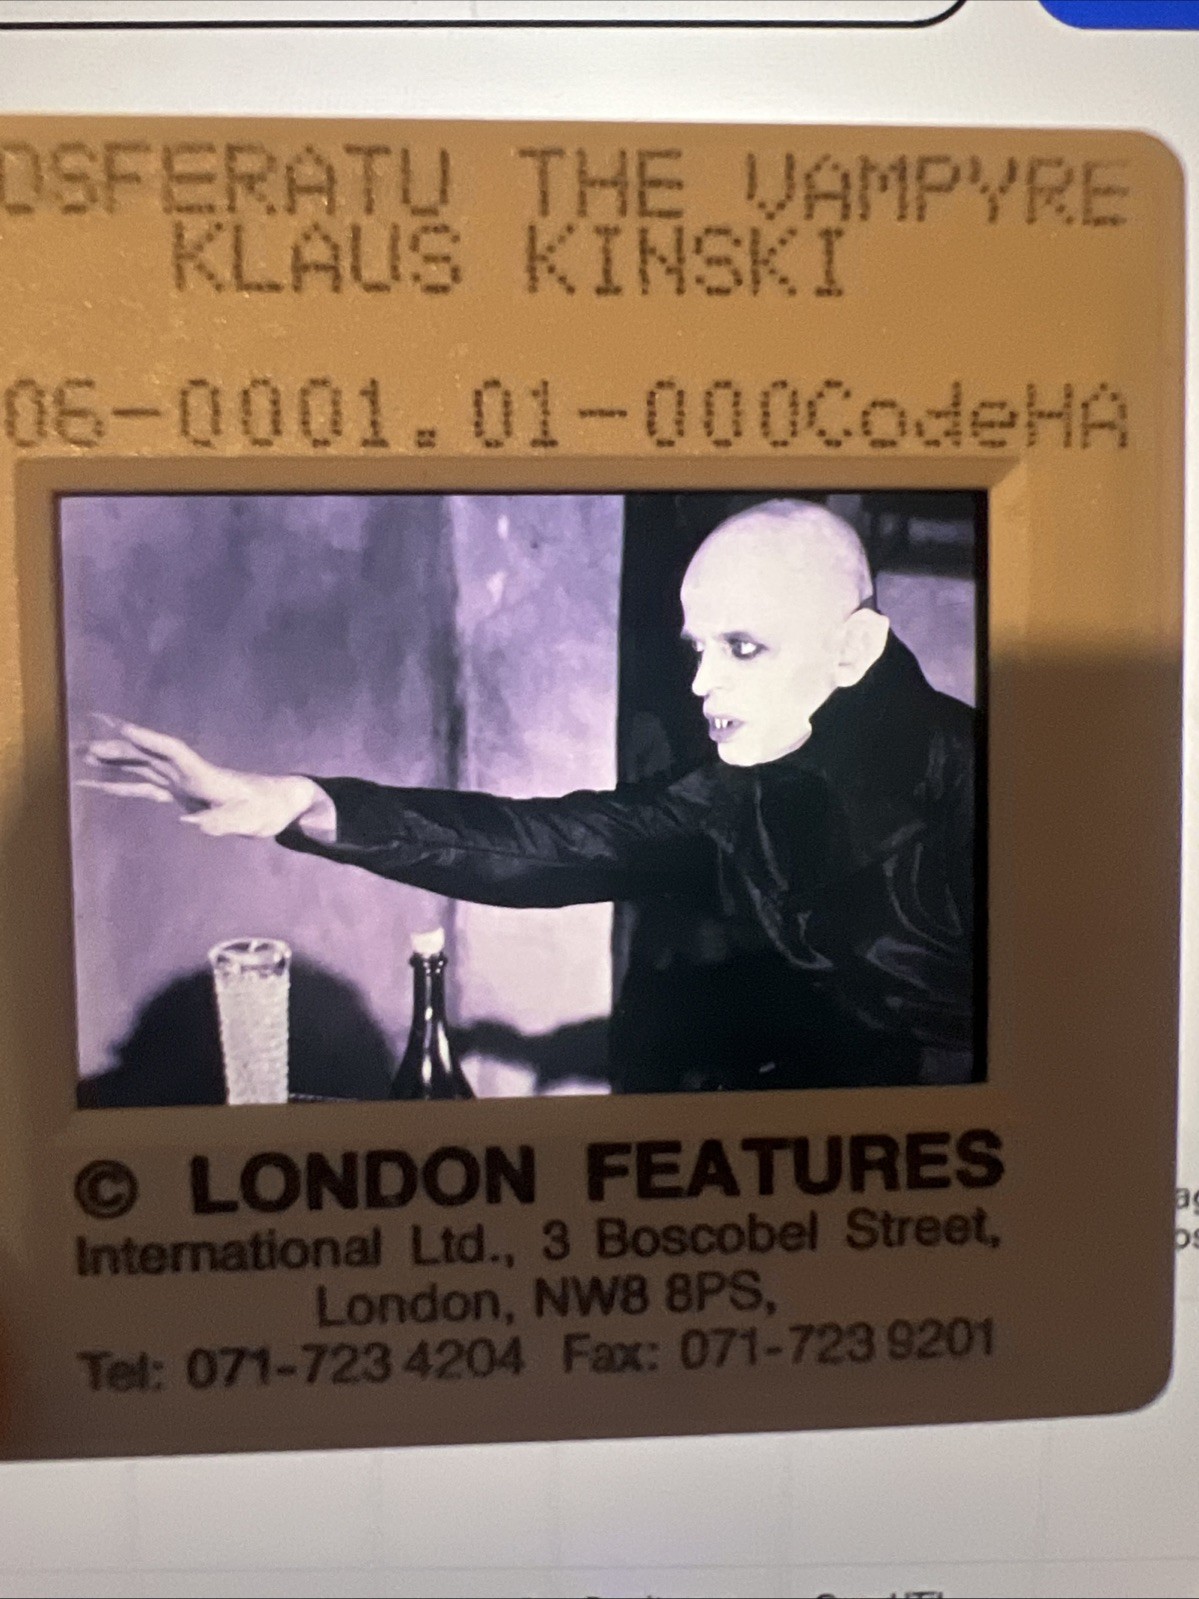 OSFERATU THE VAMPYRE
KLAUS KINSKI
06-0001.01-000CodeHA
© LONDON FEATURES
International Ltd., 3 Boscobel Street,
London, NW8 8PS,
Tel: 071-723 4204 Fax: 071-723 9201